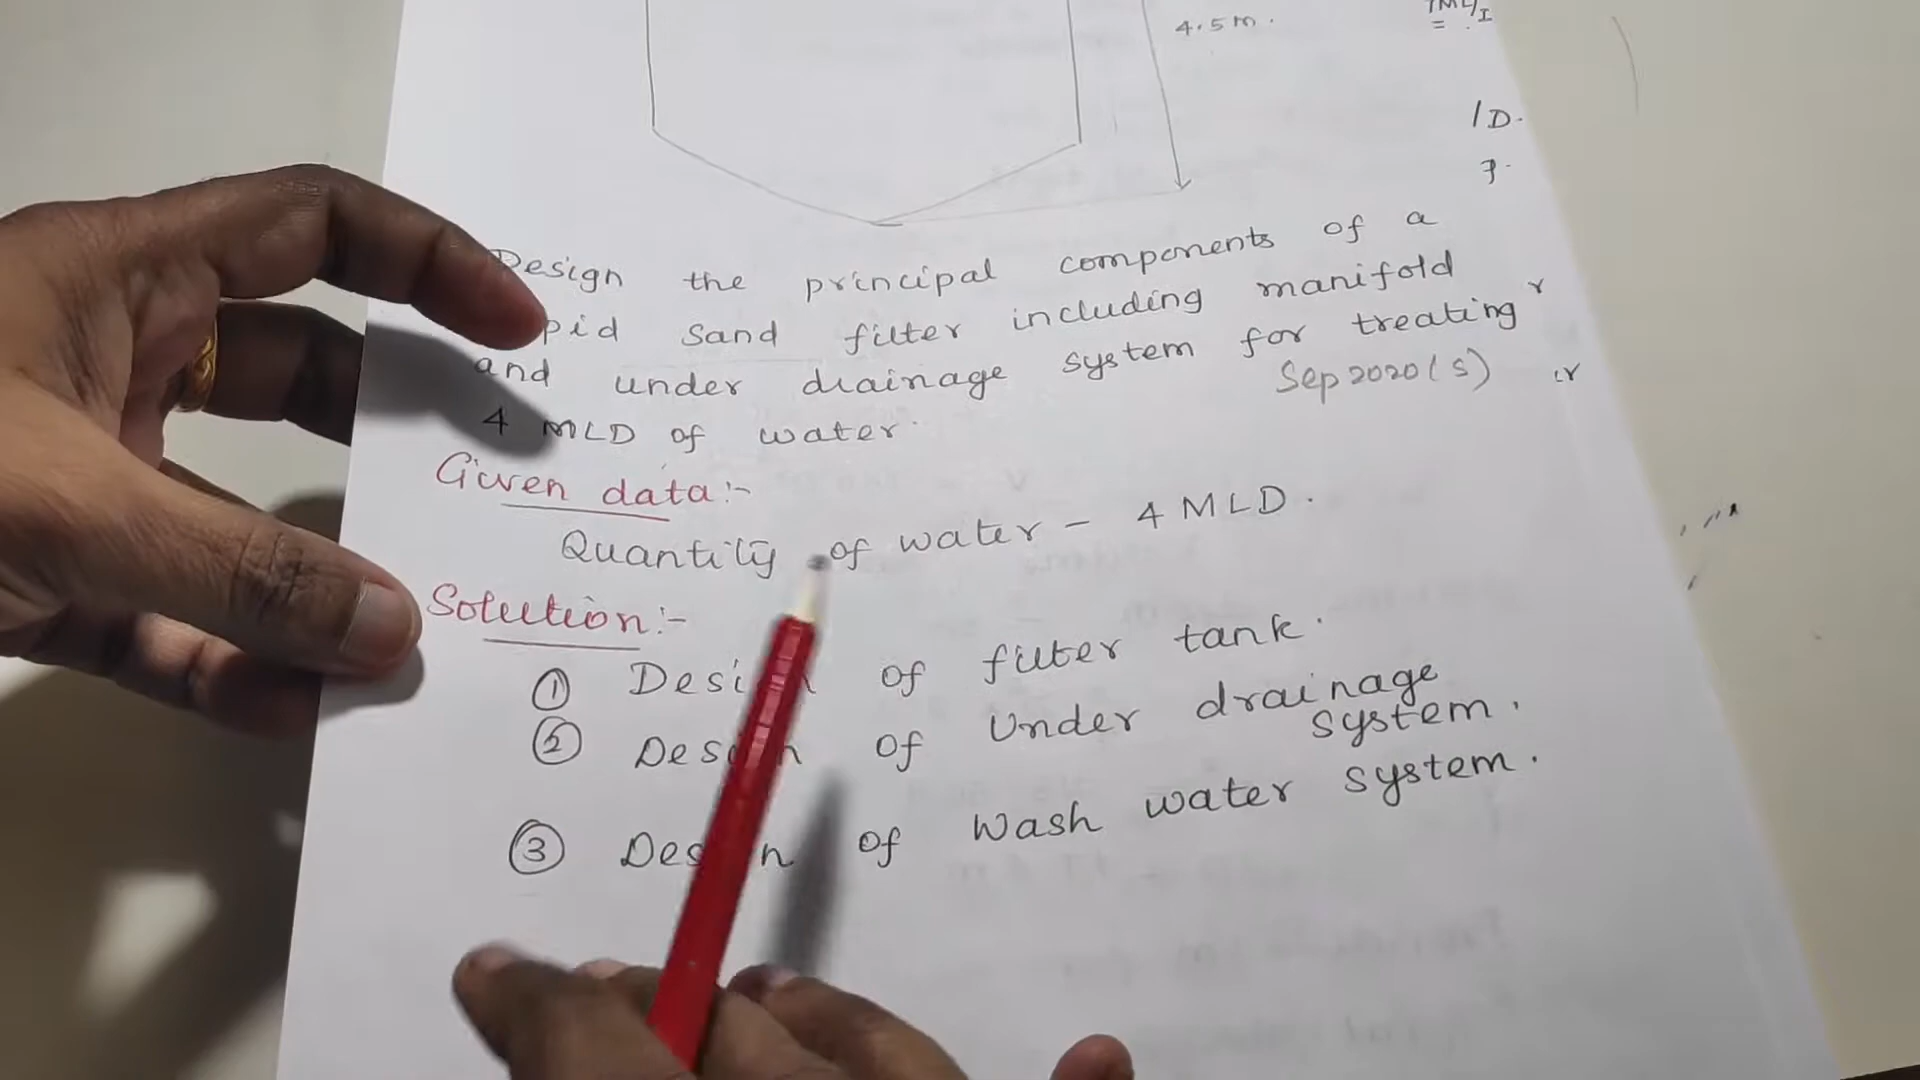 4.5m.
1D.
Design the principal components of a
pid sand filter including manifold
and under drainage system for treating
4 MLD of water.
Sep 2020 (s)
Given data:-
Quantity of water - 4 MLD.
Solution:-
① Desi n of filter tank.
② Des n of Under drainage
system.
③ Des n of Wash water system.